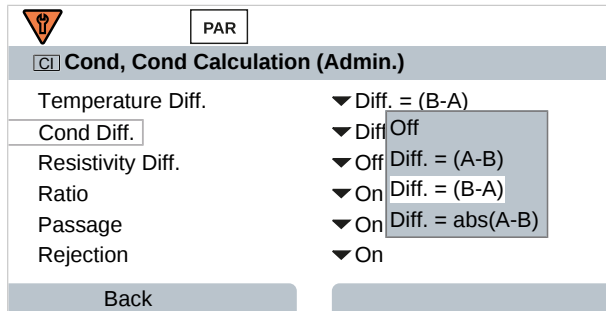 PAR
CI Cond, Cond Calculation (Admin.)
Temperature Diff. Diff. = (B-A)
Cond Diff. Diff
Off
Resistivity Diff. Off
Diff. = (A-B)
Ratio On
Diff. = (B-A)
Passage On
Diff. = abs(A-B)
Rejection On
Back